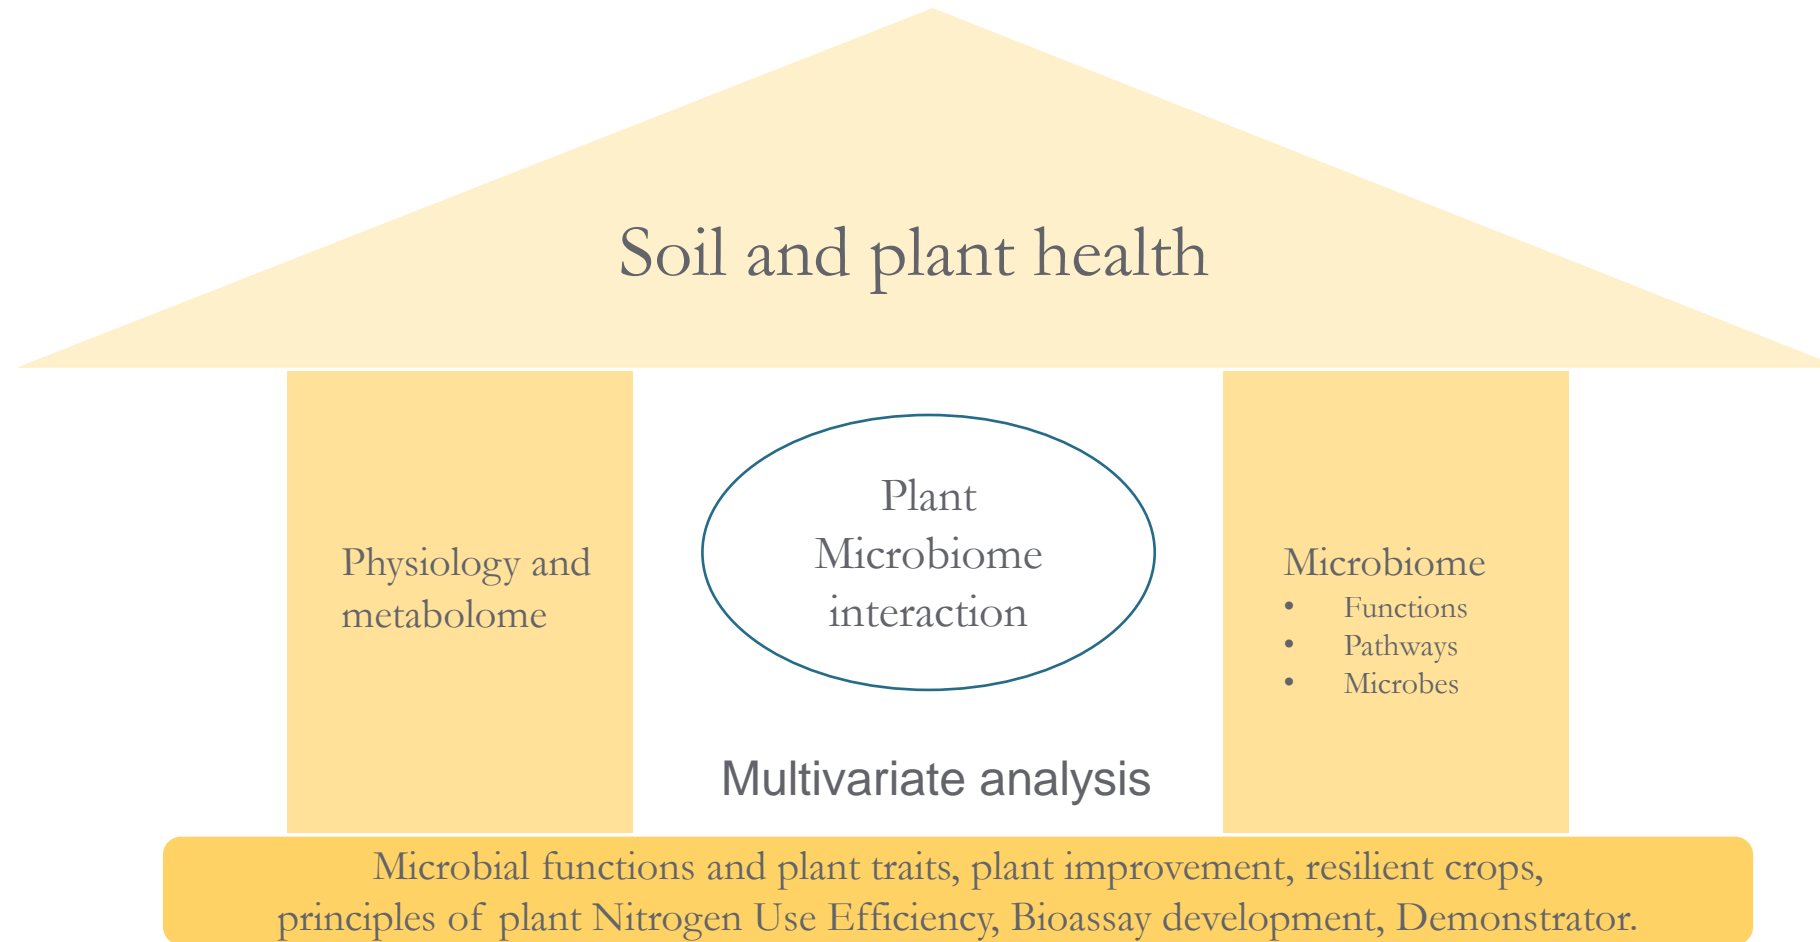 Soil and plant health
Physiology and
metabolome
Plant
Microbiome
interaction
Multivariate analysis
Microbiome
• Functions
• Pathways
• Microbes
Microbial functions and plant traits, plant improvement, resilient crops,
principles of plant Nitrogen Use Efficiency, Bioassay development, Demonstrator.